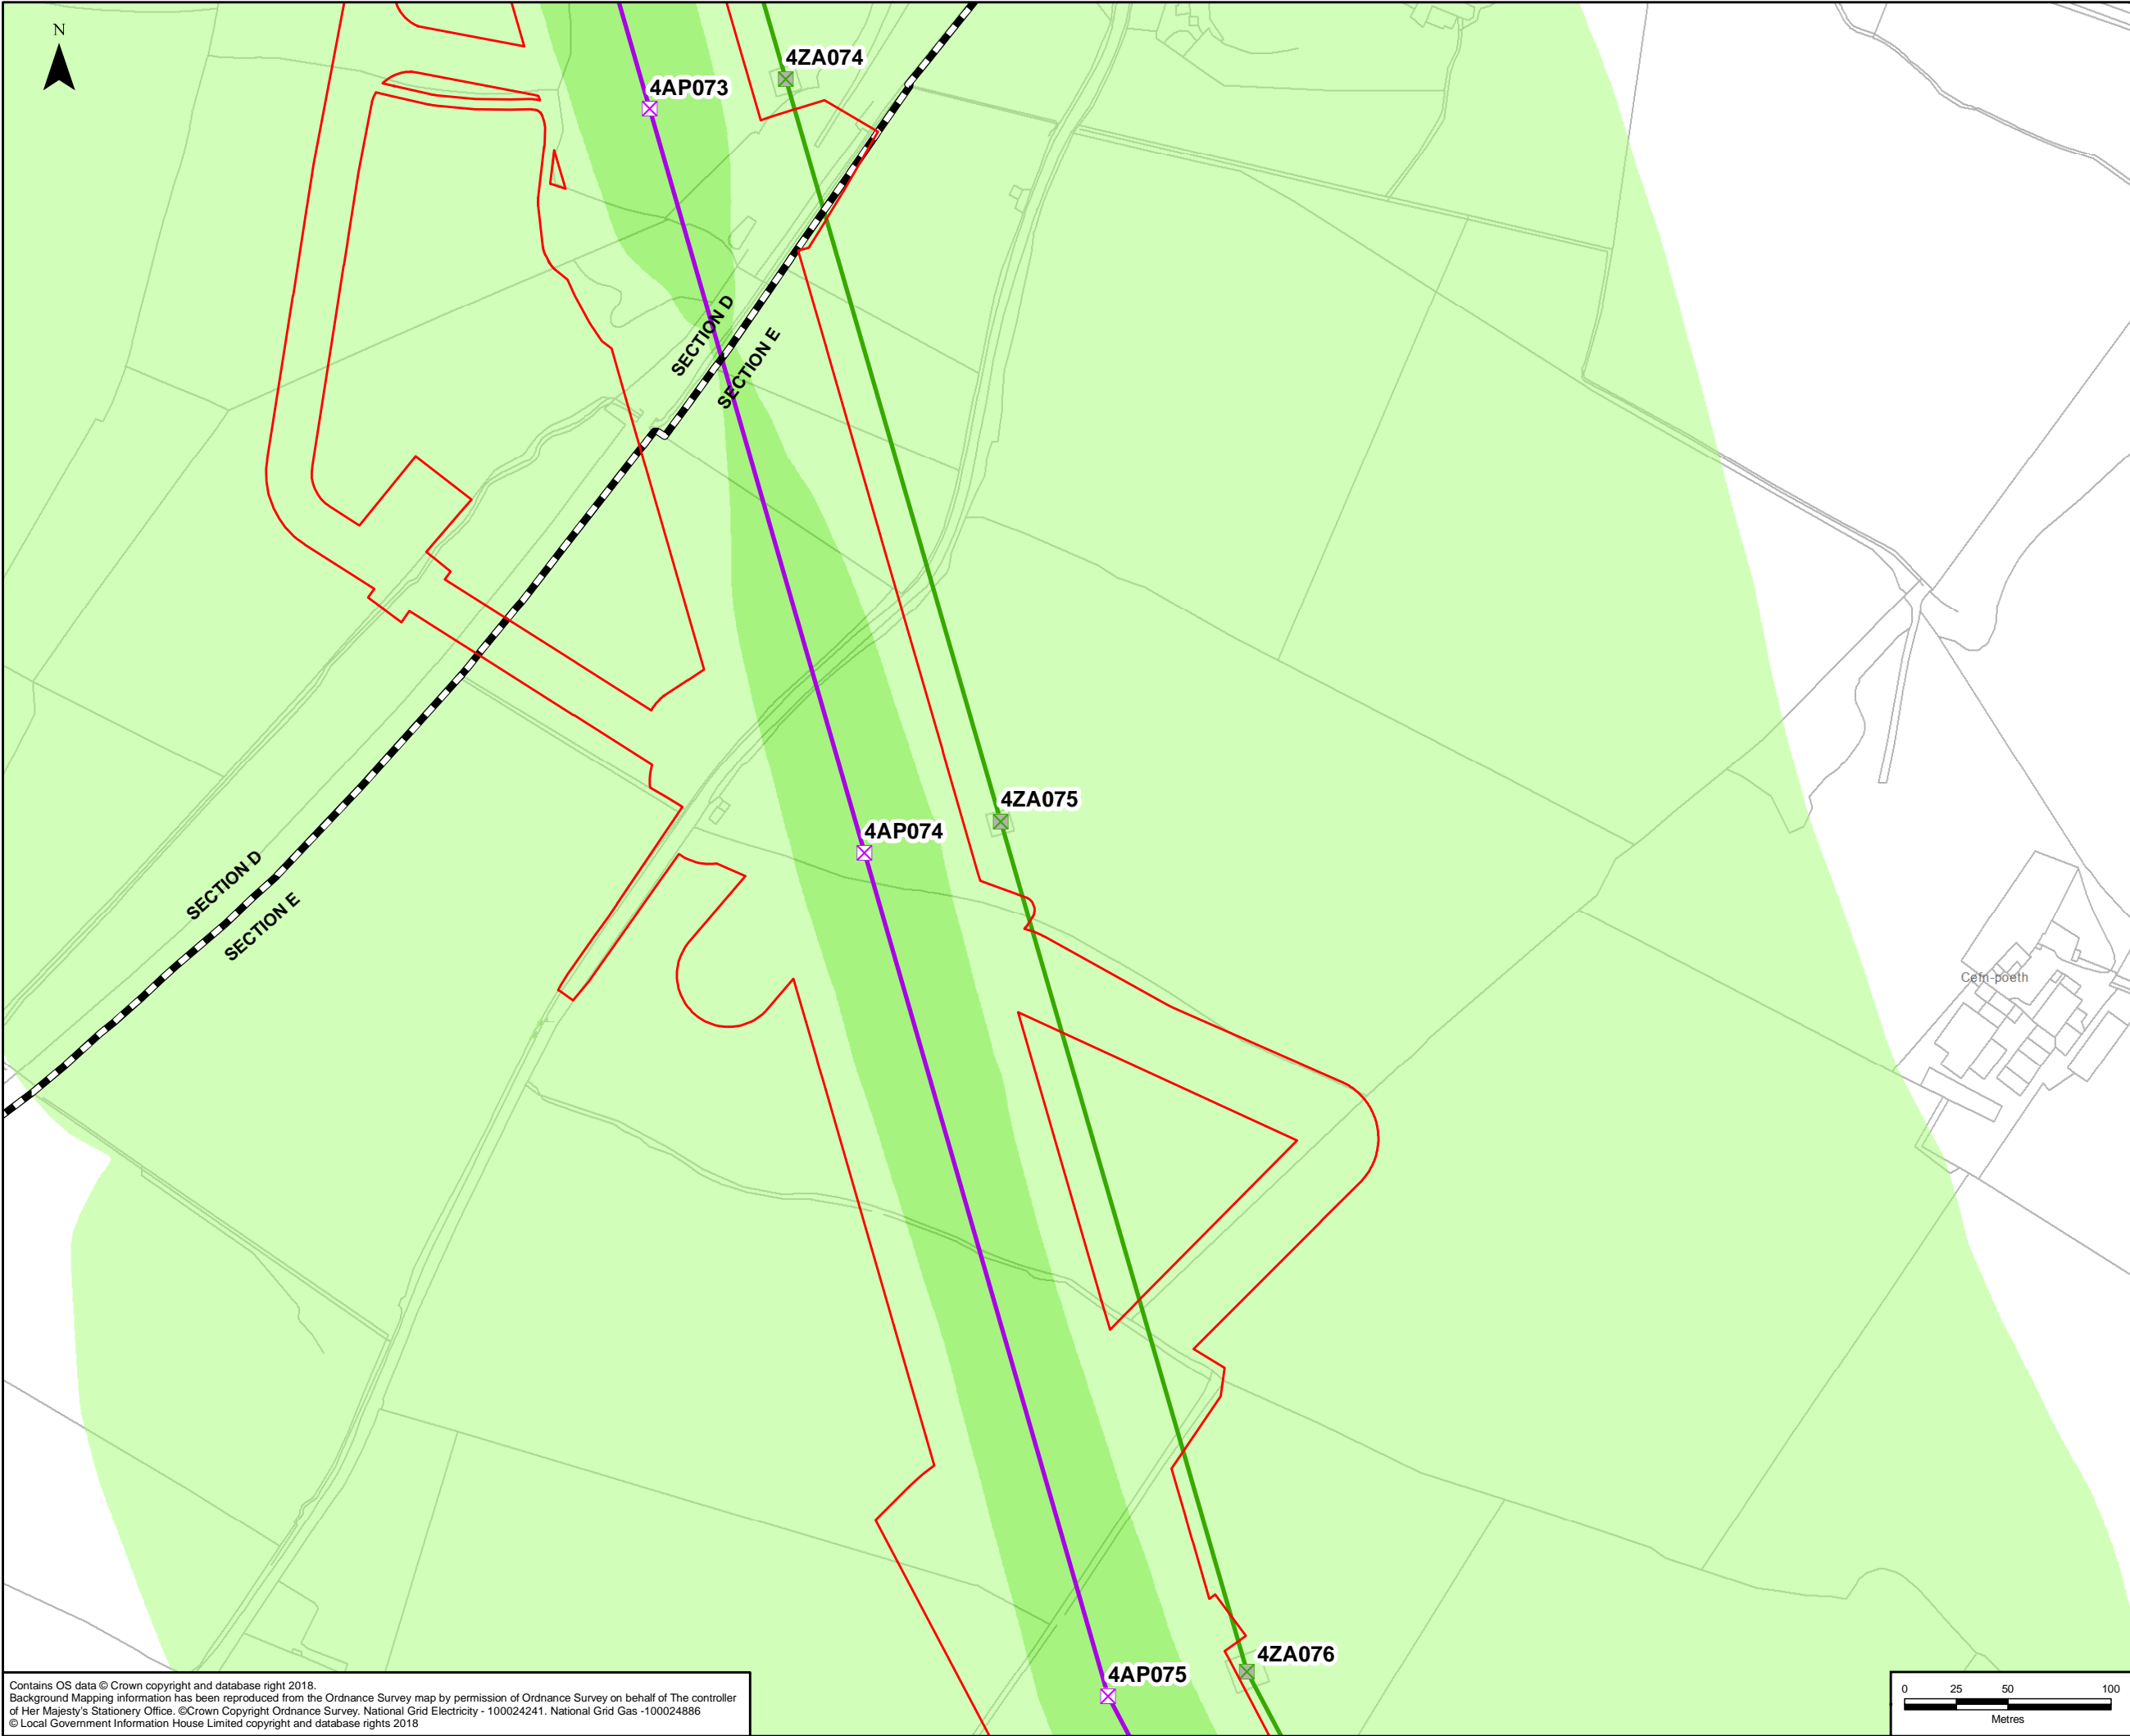 N
4ZA074
4AP073
SECTION D
SECTION E
4ZA075
4AP074
SECTION D
SECTION E
Cefn-poeth
4ZA076
4AP075
Contains OS data © Crown copyright and database right 2018.
Background Mapping information has been reproduced from the Ordnance Survey map by permission of Ordnance Survey on behalf of The controller
of Her Majesty's Stationery Office. ©Crown Copyright Ordnance Survey. National Grid Electricity - 100024241. National Grid Gas -100024886
© Local Government Information House Limited copyright and database rights 2018
0 25 50 100
Metres